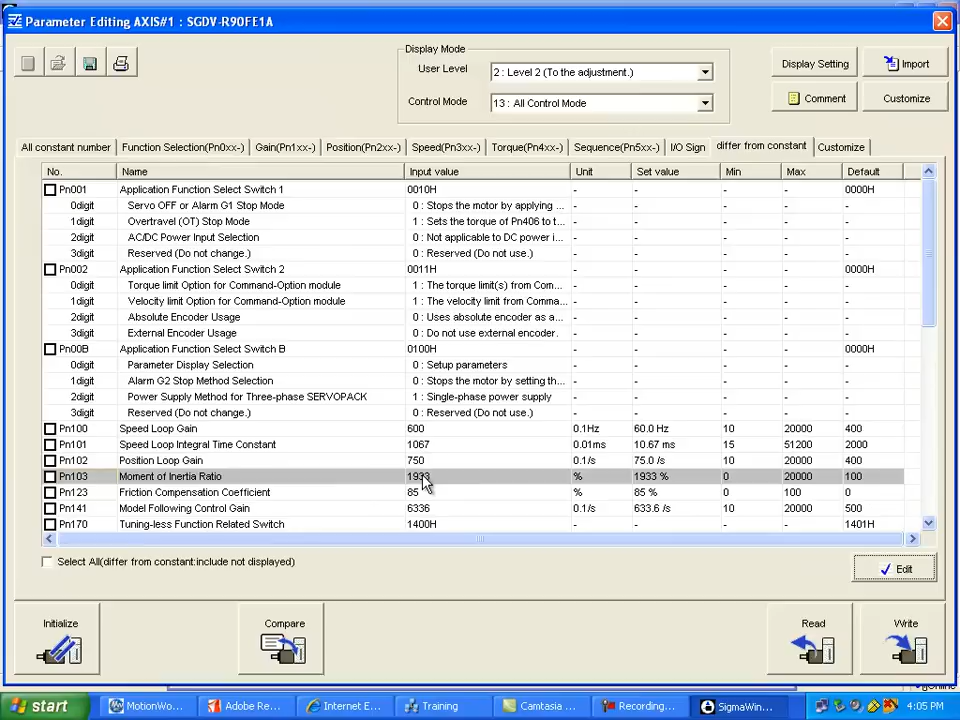 Parameter Editing AXIS#1 : SGDV-R90FE1A
Display Mode
User Level
2 : Level 2 (To the adjustment.)
Control Mode
13 : All Control Mode
Display Setting
Import
Comment
Customize
All constant number
Function Selection(Pn0xx-)
Gain(Pn1xx-)
Position(Pn2xx-)
Speed(Pn3xx-)
Torque(Pn4xx-)
Sequence(Pn5xx-)
I/O Sign
differ from constant
Customize
No. Name Input value Unit Set value Min Max Default
Pn001 Application Function Select Switch 1 0010H - - - - 0000H
0digit Servo OFF or Alarm G1 Stop Mode 0 : Stops the motor by applying ... - - - - -
1digit Overtravel (OT) Stop Mode 1 : Sets the torque of Pn406 to t... - - - - -
2digit AC/DC Power Input Selection 0 : Not applicable to DC power i... - - - - -
3digit Reserved (Do not change.) 0 : Reserved (Do not use.) - - - - -
Pn002 Application Function Select Switch 2 0011H - - - - 0000H
0digit Torque limit Option for Command-Option module 1 : The torque limit(s) from Com... - - - - -
1digit Velocity limit Option for Command-Option module 1 : The velocity limit from Comma... - - - - -
2digit Absolute Encoder Usage 0 : Uses absolute encoder as a... - - - - -
3digit External Encoder Usage 0 : Do not use external encoder. - - - - -
Pn00B Application Function Select Switch B 0100H - - - - 0000H
0digit Parameter Display Selection 0 : Setup parameters - - - - -
1digit Alarm G2 Stop Method Selection 0 : Stops the motor by setting th... - - - - -
2digit Power Supply Method for Three-phase SERVOPACK 1 : Single-phase power supply - - - - -
3digit Reserved (Do not change.) 0 : Reserved (Do not use.) - - - - -
Pn100 Speed Loop Gain 600 0.1Hz 60.0 Hz 10 20000 400
Pn101 Speed Loop Integral Time Constant 1067 0.01ms 10.67 ms 15 51200 2000
Pn102 Position Loop Gain 750 0.1/s 75.0 /s 10 20000 400
Pn103 Moment of Inertia Ratio 1933 % 1933 % 0 20000 100
Pn123 Friction Compensation Coefficient 85 % 85 % 0 100 0
Pn141 Model Following Control Gain 6336 0.1/s 633.6 /s 10 20000 500
Pn170 Tuning-less Function Related Switch 1400H - - - - 1401H
Select All(differ from constant:include not displayed)
Edit
Initialize
Compare
Read
Write
start
MotionWo...
Adobe Re...
Internet E...
Training
Camtasia ...
Recording...
SigmaWin...
4:05 PM